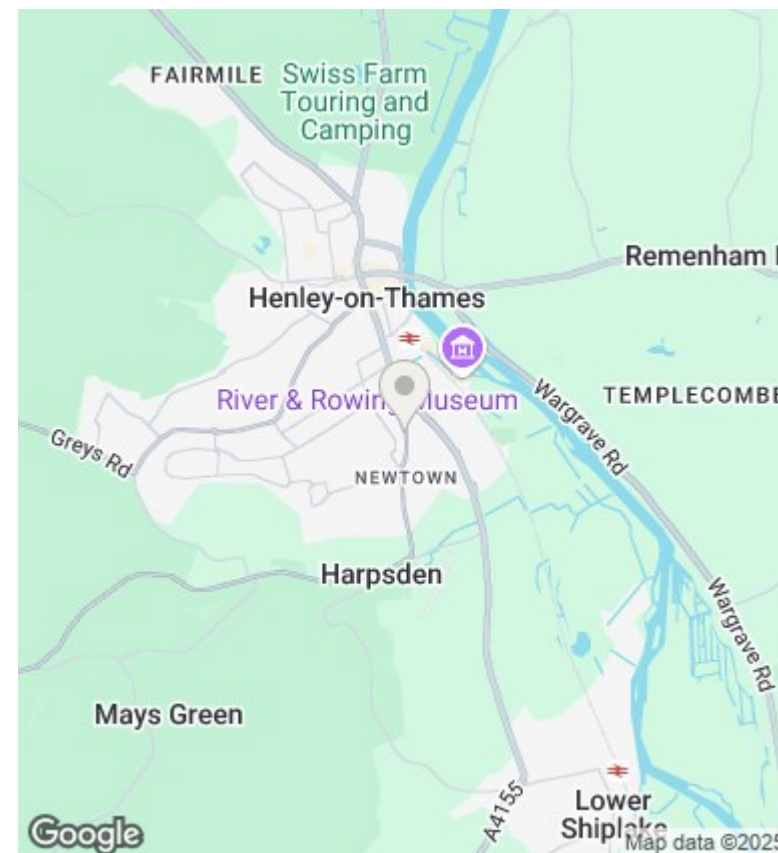 FAIRMILE
Swiss Farm
Touring and
Camping
Remenham
Henley-on-Thames
River & Rowing Museum
TEMPLECOMBE
Wargrave Rd
Greys Rd
NEWTOWN
Harpsden
Wargrave Rd
Mays Green
A4155
Lower
Shiplake
Google
Map data ©2025